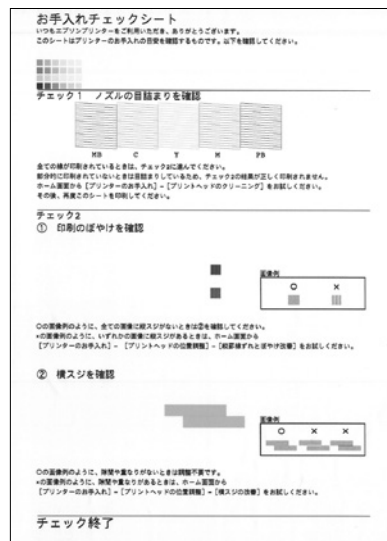 お手入れチェックシート
いつもエプソンプリンターをご利用いただき、ありがとうございます。
このシートはプリンターのお手入れの目安を確認するものです。以下を確認してください。
チェック1 ノズルの目詰まりを確認
MB C Y M PB
全ての線が印刷されているときは、チェック2に進んでください。
部分的に印刷されていないときは目詰まりしているため、チェック2の結果が正しく印刷されません。
ホーム画面から [プリンターのお手入れ] - [プリントヘッドのクリーニング] をお試しください。
その後、再度このシートを印刷してください。
チェック2
① 印刷のぼやけを確認
画像例
○ ×
○の画像例のように、全ての画像に縦スジがないときは②を確認してください。
×の画像例のように、いずれかの画像に縦スジがあるときは、ホーム画面から
[プリンターのお手入れ] - [プリントヘッドの位置調整] - [縦罫線ずれとぼやけ改善] をお試しください。
② 横スジを確認
画像例
○ × ×
○の画像例のように、隙間や重なりがないときは調整不要です。
×の画像例のように、隙間や重なりがあるときは、ホーム画面から
[プリンターのお手入れ] - [プリントヘッドの位置調整] - [横スジの改善] をお試しください。
チェック終了